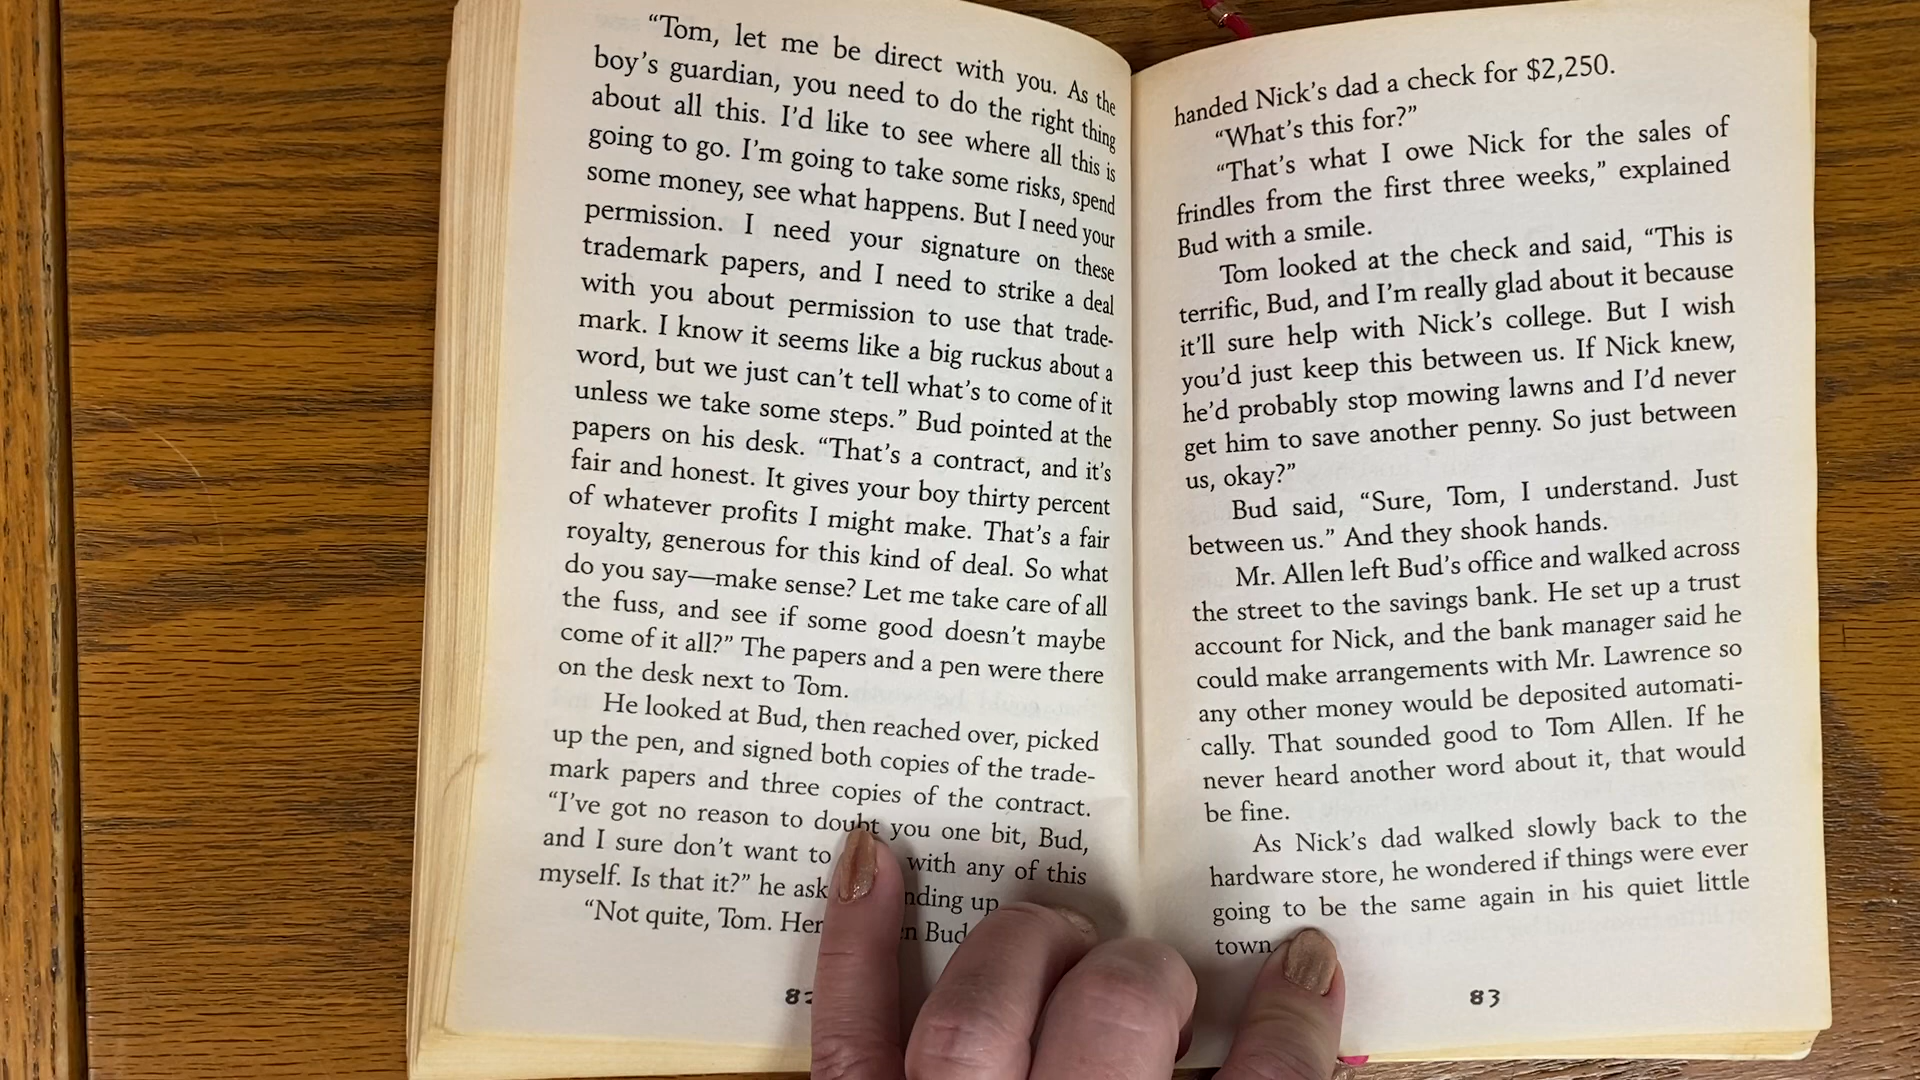 “Tom, let me be direct with you. As the
boy’s guardian, you need to do the right thing
about all this. I’d like to see where all this is
going to go. I’m going to take some risks, spend
some money, see what happens. But I need your
permission. I need your signature on these
trademark papers, and I need to strike a deal
with you about permission to use that trade-
mark. I know it seems like a big ruckus about a
word, but we just can’t tell what’s to come of it
unless we take some steps.” Bud pointed at the
papers on his desk. “That’s a contract, and it’s
fair and honest. It gives your boy thirty percent
of whatever profits I might make. That’s a fair
royalty, generous for this kind of deal. So what
do you say—make sense? Let me take care of all
the fuss, and see if some good doesn’t maybe
come of it all?” The papers and a pen were there
on the desk next to Tom.
He looked at Bud, then reached over, picked
up the pen, and signed both copies of the trade-
mark papers and three copies of the contract.
“I’ve got no reason to doubt you one bit, Bud,
and I sure don’t want to with any of this
myself. Is that it?” he up
“Not quite, Tom. Bud
82
handed Nick’s dad a check for $2,250.
“What’s this for?”
“That’s what I owe Nick for the sales of
frindles from the first three weeks,” explained
Bud with a smile.
Tom looked at the check and said, “This is
terrific, Bud, and I’m really glad about it because
it’ll sure help with Nick’s college. But I wish
you’d just keep this between us. If Nick knew,
he’d probably stop mowing lawns and I’d never
get him to save another penny. So just between
us, okay?”
Bud said, “Sure, Tom, I understand. Just
between us.” And they shook hands.
Mr. Allen left Bud’s office and walked across
the street to the savings bank. He set up a trust
account for Nick, and the bank manager said he
could make arrangements with Mr. Lawrence so
any other money would be deposited automati-
cally. That sounded good to Tom Allen. If he
never heard another word about it, that would
be fine.
As Nick’s dad walked slowly back to the
hardware store, he wondered if things were ever
going to be the same again in his quiet little
town.
83